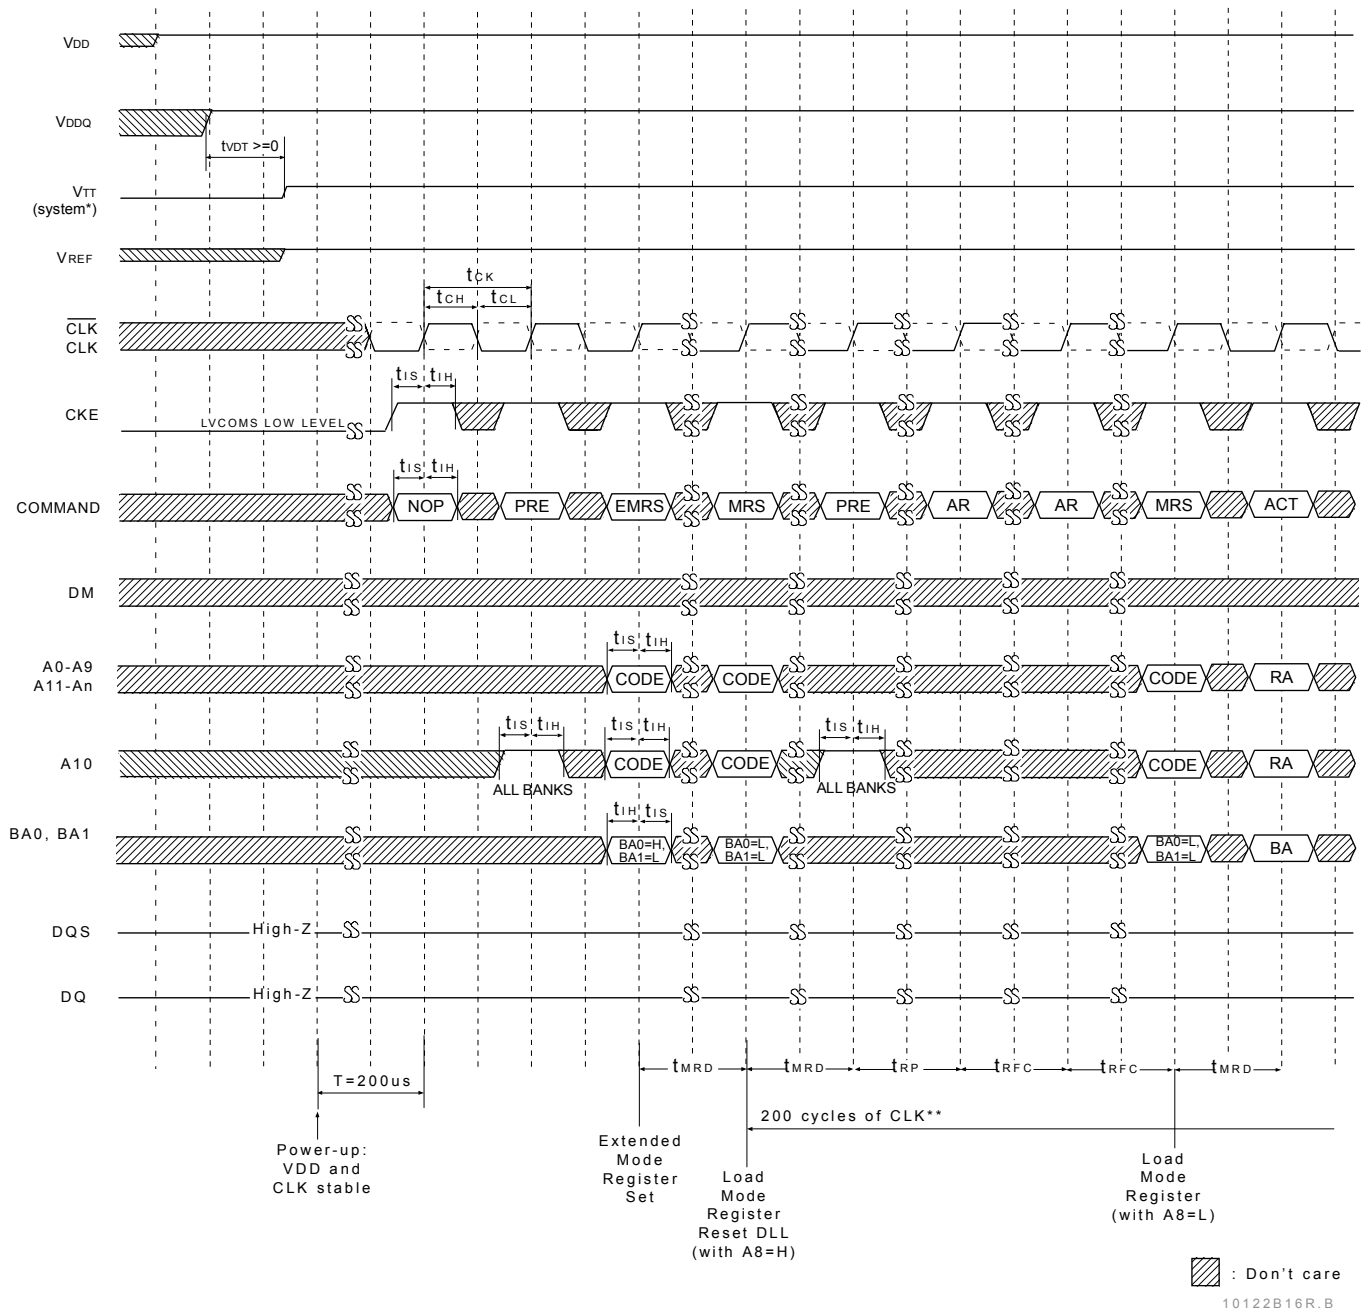 VDD
VDDQ
tVDT >=0
VTT
(system*)
VREF
tCK
tCH tCL
CLK
CLK
tIS tIH
CKE
LVCOMS LOW LEVEL
tIS tIH
COMMAND NOP PRE EMRS MRS PRE AR AR MRS ACT
DM
tIS tIH
A0-A9
A11-An
CODE CODE CODE RA
tIS tIH tIS tIH tIS tIH
A10 CODE CODE CODE RA
ALL BANKS ALL BANKS
tIH tIS
BA0, BA1
BA0=H, BA0=L, BA0=L,
BA1=L BA1=L BA1=L
BA
DQS High-Z
DQ High-Z
tMRD tMRD tRP tRFC tRFC tMRD
T=200us
200 cycles of CLK**
Power-up:
VDD and
CLK stable
Extended
Mode
Register
Set
Load
Mode
Register
Reset DLL
(with A8=H)
Load
Mode
Register
(with A8=L)
: Don't care
10122B16R.B